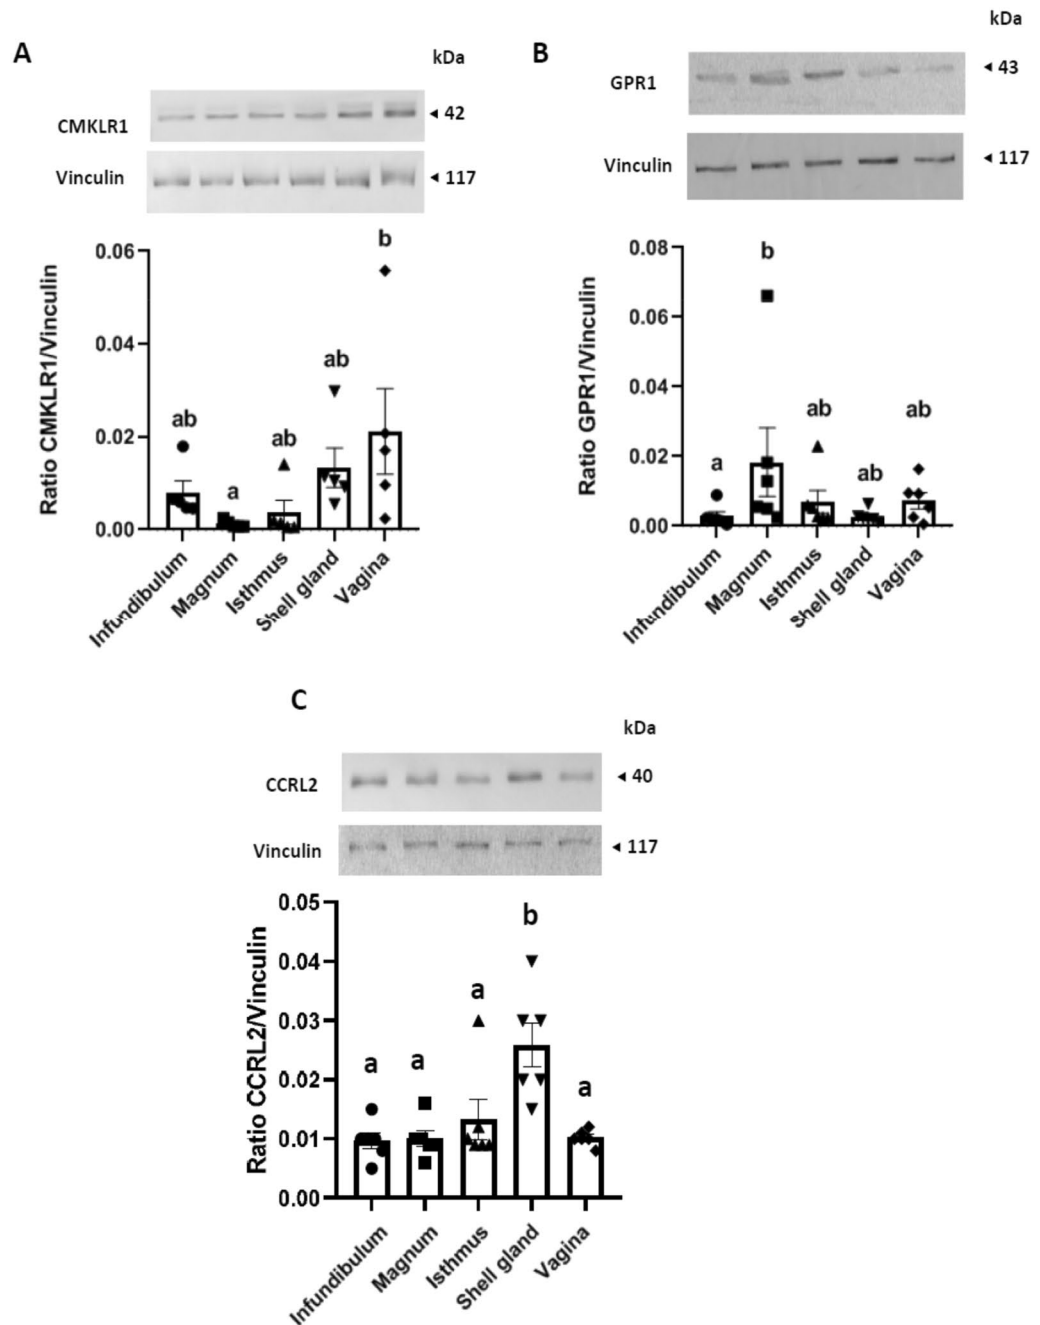 A
kDa
CMKLR1
42
Vinculin
117
Ratio CMKLR1/Vinculin
0.06
0.04
0.02
0.00
ab
a
ab
ab
b
Infundibulum
Magnum
Isthmus
Shell gland
Vagina
B
kDa
GPR1
43
Vinculin
117
Ratio GPR1/Vinculin
0.08
0.06
0.04
0.02
0.00
a
b
ab
ab
ab
Infundibulum
Magnum
Isthmus
Shell gland
Vagina
C
kDa
CCRL2
40
Vinculin
117
Ratio CCRL2/Vinculin
0.05
0.04
0.03
0.02
0.01
0.00
a
a
a
b
a
Infundibulum
Magnum
Isthmus
Shell gland
Vagina